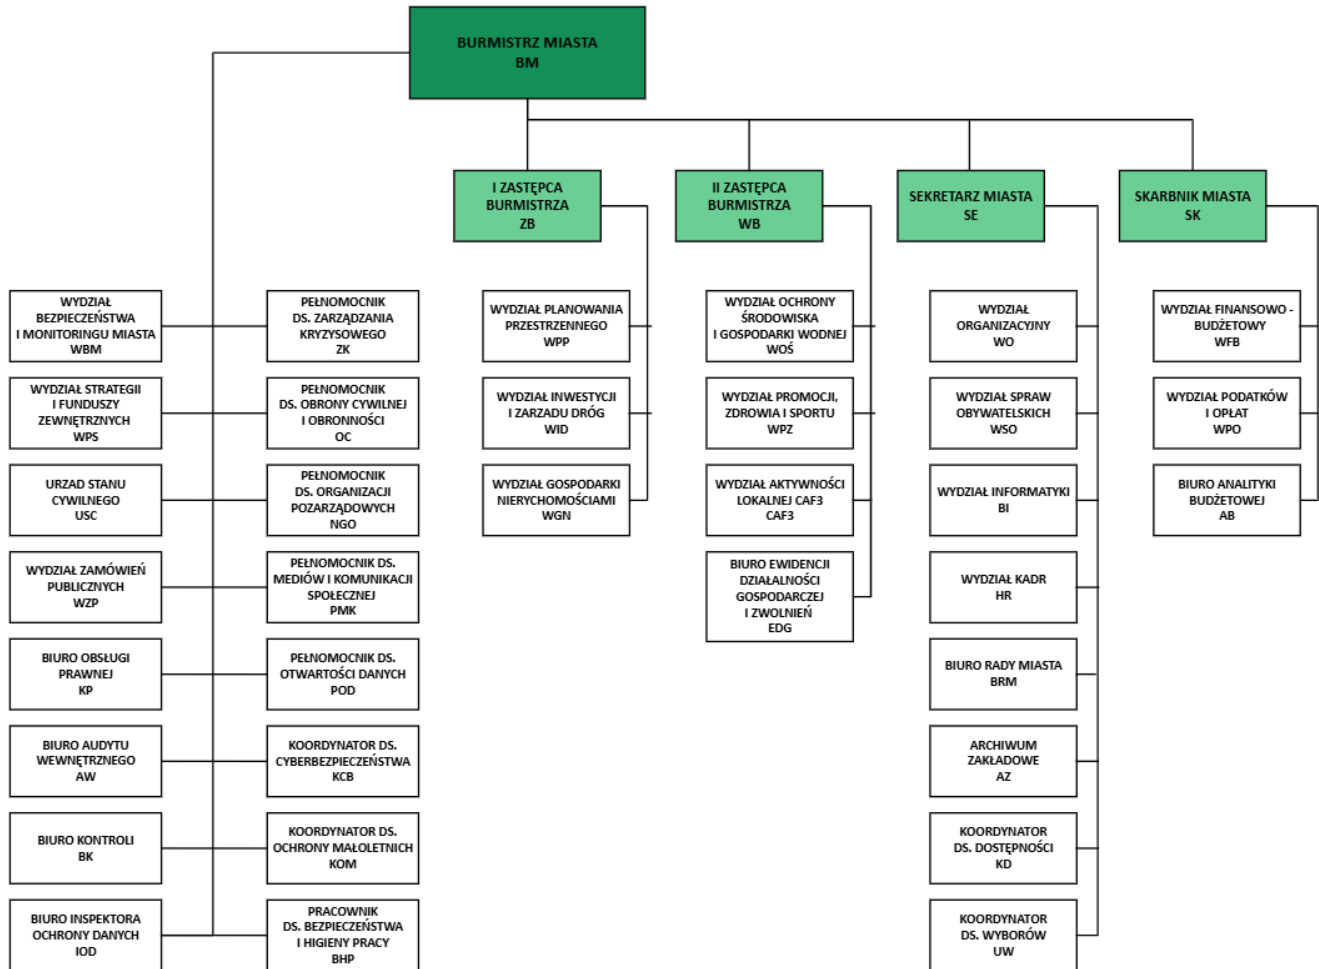 BURMISTRZ MIASTA
BM
I ZASTĘPCA
BURMISTRZA
ZB
II ZASTĘPCA
BURMISTRZA
WB
SEKRETARZ MIASTA
SE
SKARBNIK MIASTA
SK
WYDZIAŁ
BEZPIECZEŃSTWA
I MONITORINGU MIASTA
WBM
WYDZIAŁ STRATEGII
I FUNDUSZY
ZEWNĘTRZNYCH
WPS
URZAD STANU
CYWILNEGO
USC
WYDZIAŁ ZAMÓWIEŃ
PUBLICZNYCH
WZP
BIURO OBSŁUGI
PRAWNEJ
KP
BIURO AUDYTU
WEWNĘTRZNEGO
AW
BIURO KONTROLI
BK
BIURO INSPEKTORA
OCHRONY DANYCH
IOD
PEŁNOMOCNIK
DS. ZARZĄDZANIA
KRYZYSOWEGO
ZK
PEŁNOMOCNIK
DS. OBRONY CYWILNEJ
I OBRONNOŚCI
OC
PEŁNOMOCNIK
DS. ORGANIZACJI
POZARZĄDOWYCH
NGO
PEŁNOMOCNIK DS.
MEDIÓW I KOMUNIKACJI
SPOŁECZNEJ
PMK
PEŁNOMOCNIK DS.
OTWARTOŚCI DANYCH
POD
KOORDYNATOR DS.
CYBERBEZPIECZEŃSTWA
KCB
KOORDYNATOR DS.
OCHRONY MAŁOLETNICH
KOM
PRACOWNIK
DS. BEZPIECZEŃSTWA
I HIGIENY PRACY
BHP
WYDZIAŁ PLANOWANIA
PRZESTRZENNEGO
WPP
WYDZIAŁ INWESTYCJI
I ZARZADU DRÓG
WID
WYDZIAŁ GOSPODARKI
NIERYCHOMOŚCIAMI
WGN
WYDZIAŁ OCHRONY
ŚRODOWISKA
I GOSPODARKI WODNEJ
WOŚ
WYDZIAŁ PROMOCJI,
ZDROWIA I SPORTU
WPZ
WYDZIAŁ AKTYWNOŚCI
LOKALNEJ CAF3
CAF3
BIURO EWIDENCJI
DZIAŁALNOŚCI
GOSPODARCZEJ
I ZWOLNIEŃ
EDG
WYDZIAŁ
ORGANIZACYJNY
WO
WYDZIAŁ SPRAW
OBYWATELSKICH
WSO
WYDZIAŁ INFORMATYKI
BI
WYDZIAŁ KADR
HR
BIURO RADY MIASTA
BRM
ARCHIWUM
ZAKŁADOWE
AZ
KOORDYNATOR
DS. DOSTĘPNOŚCI
KD
KOORDYNATOR
DS. WYBORÓW
UW
WYDZIAŁ FINANSOWO -
BUDŻETOWY
WFB
WYDZIAŁ PODATKÓW
I OPŁAT
WPO
BIURO ANALITYKI
BUDŻETOWEJ
AB